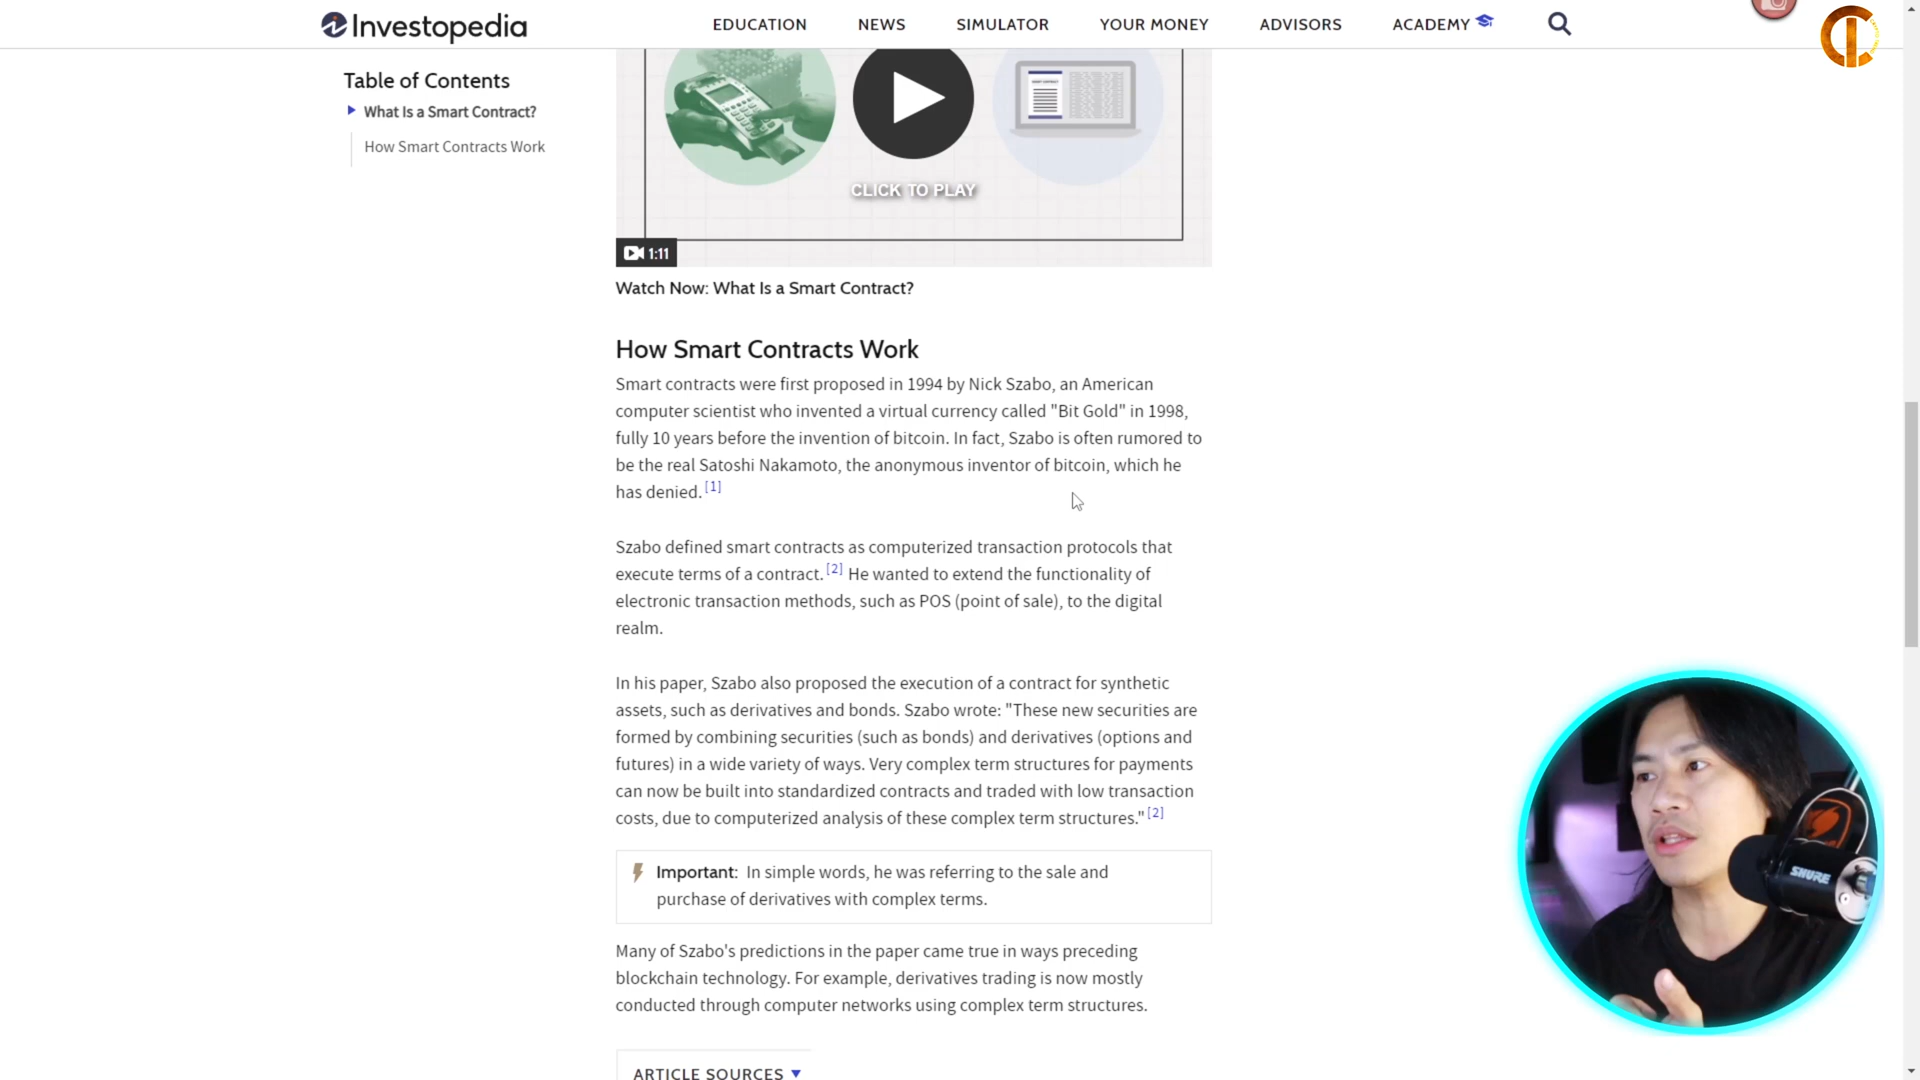 Investopedia
EDUCATION
NEWS
SIMULATOR
YOUR MONEY
ADVISORS
ACADEMY
Table of Contents
What Is a Smart Contract?
How Smart Contracts Work
CLICK TO PLAY
1:11
Watch Now: What Is a Smart Contract?
How Smart Contracts Work
Smart contracts were first proposed in 1994 by Nick Szabo, an American
computer scientist who invented a virtual currency called "Bit Gold" in 1998,
fully 10 years before the invention of bitcoin. In fact, Szabo is often rumored to
be the real Satoshi Nakamoto, the anonymous inventor of bitcoin, which he
has denied. [1]
Szabo defined smart contracts as computerized transaction protocols that
execute terms of a contract. [2] He wanted to extend the functionality of
electronic transaction methods, such as POS (point of sale), to the digital
realm.
In his paper, Szabo also proposed the execution of a contract for synthetic
assets, such as derivatives and bonds. Szabo wrote: "These new securities are
formed by combining securities (such as bonds) and derivatives (options and
futures) in a wide variety of ways. Very complex term structures for payments
can now be built into standardized contracts and traded with low transaction
costs, due to computerized analysis of these complex term structures." [2]
Important: In simple words, he was referring to the sale and
purchase of derivatives with complex terms.
Many of Szabo's predictions in the paper came true in ways preceding
blockchain technology. For example, derivatives trading is now mostly
conducted through computer networks using complex term structures.
ARTICLE SOURCES
SHURE